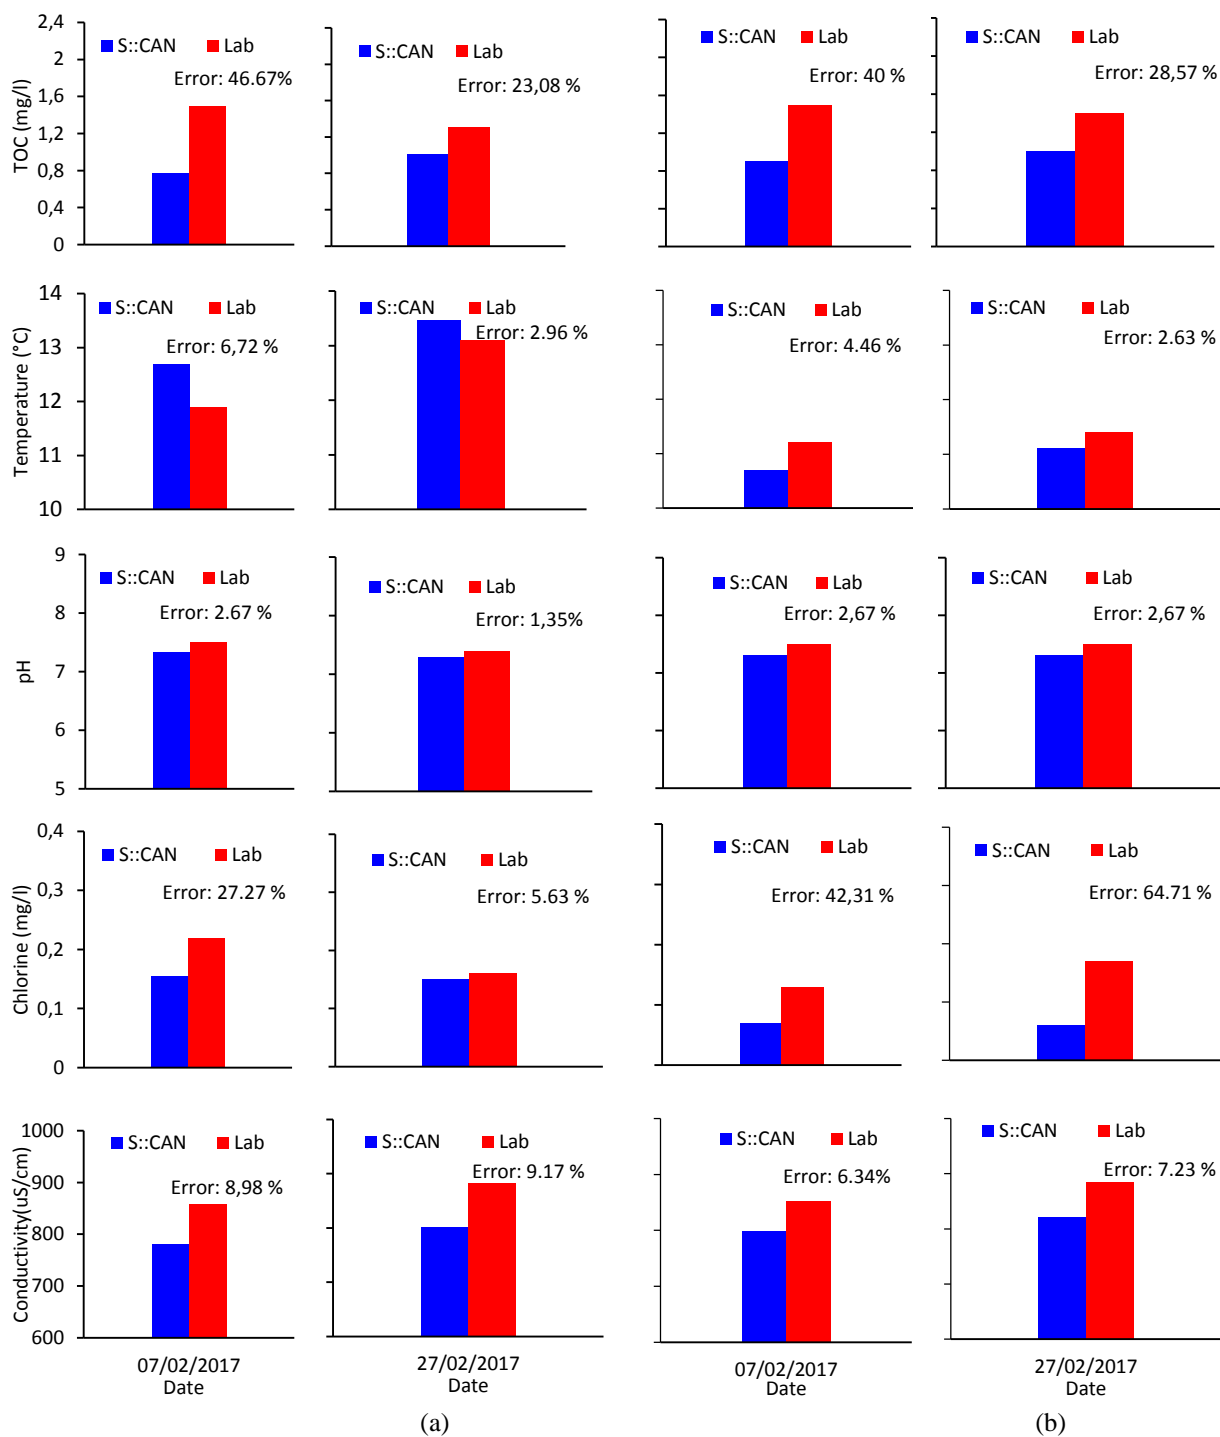 2,4
2
1,6
1,2
0,8
0,4
0
TOC (mg/l)
S::CAN Lab
Error: 46.67%
S::CAN Lab
Error: 23,08 %
S::CAN Lab
40 %
S::CAN Lab
28,57 %
14
13
12
11
10
Temperature (°C)
S::CAN Lab
Error: 6,72 %
S::CAN Lab
Error: 2.96 %
S::CAN Lab
Error: 4.46 %
S::CAN Lab
Error: 2.63 %
9
8
7
6
5
pH
S::CAN Lab
Error: 2.67 %
S::CAN Lab
Error: 1,35%
S::CAN Lab
Error: 2,67 %
S::CAN Lab
Error: 2,67 %
0,4
0,3
0,2
0,1
0
Chlorine (mg/l)
S::CAN Lab
Error: 27.27 %
S::CAN Lab
Error: 5.63 %
S::CAN Lab
Error: 42,31 %
S::CAN Lab
Error: 64.71 %
1000
900
800
700
600
Conductivity(uS/cm)
S::CAN Lab
Error: 8,98 %
S::CAN Lab
Error: 9.17 %
S::CAN Lab
Error: 6.34%
S::CAN Lab
Error: 7.23 %
07/02/2017
Date
27/02/2017
Date
07/02/2017
Date
27/02/2017
Date
(a)
(b)